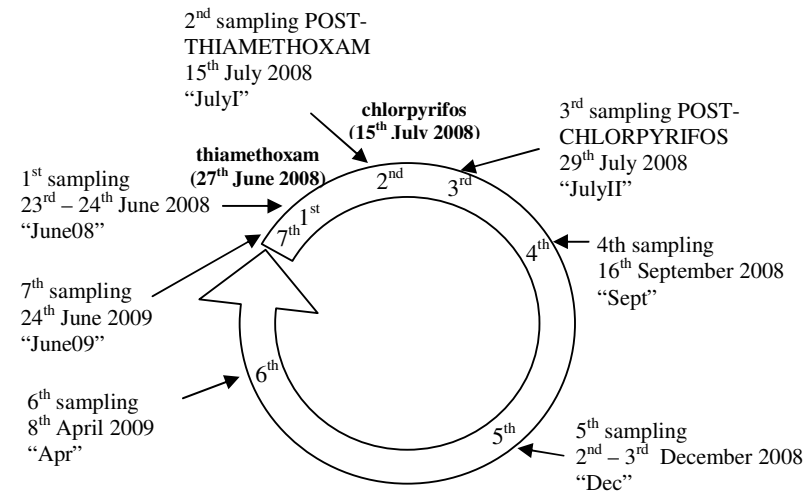 2nd sampling POST-
THIAMETHOXAM
15th July 2008
“JulyI”
chlorpyrifos
(15th July 2008)
3rd sampling POST-
CHLORPYRIFOS
29th July 2008
“JulyII”
thiamethoxam
(27th June 2008)
1st sampling
23rd – 24th June 2008
“June08”
2nd
3rd
1st
7th
4th
4th sampling
16th September 2008
“Sept”
7th sampling
24th June 2009
“June09”
6th
6th sampling
8th April 2009
“Apr”
5th
5th sampling
2nd – 3rd December 2008
“Dec”